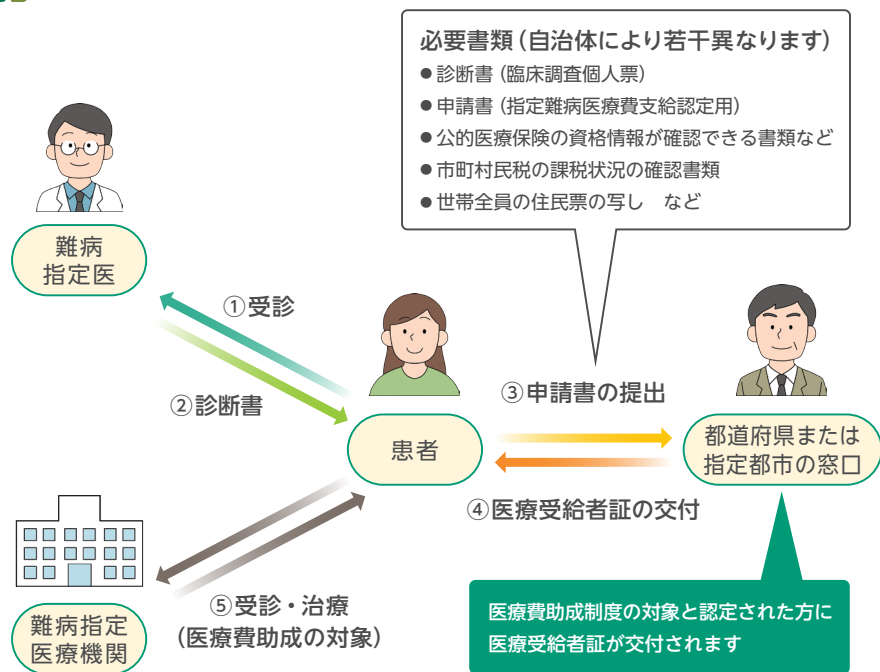 必要書類(自治体により若干異なります)
●診断書(臨床調査個人票)
●申請書(指定難病医療費支給認定用)
●公的医療保険の資格情報が確認できる書類など
●市町村民税の課税状況の確認書類
●世帯全員の住民票の写し　など
難病
指定医
①受診
②診断書
患者
③申請書の提出
都道府県または
指定都市の窓口
④医療受給者証の交付
⑤受診・治療
(医療費助成の対象)
難病指定
医療機関
医療費助成制度の対象と認定された方に
医療受給者証が交付されます